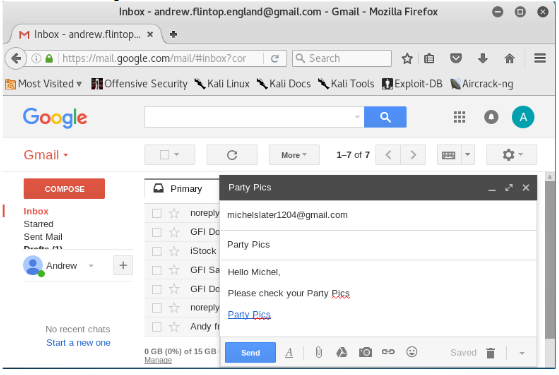 Inbox - andrew.flintop.england@gmail.com - Gmail - Mozilla Firefox
Inbox - andrew.flintop... ×
https://mail.google.com/mail/#inbox?cor Search
Most Visited Offensive Security Kali Linux Kali Docs Kali Tools Exploit-DB Aircrack-ng
Google A
Gmail More 1–7 of 7
COMPOSE
Primary
Party Pics
Inbox
Starred
Sent Mail
Drafts (1)
Andrew
noreply
GFI Do
iStock
GFI Sa
GFI Do
noreply
Andy fr
michelslater1204@gmail.com
Party Pics
Hello Michel,
Please check your Party Pics
Party Pics
No recent chats
Start a new one
0 GB (0%) of 15 GB
Manage
Send A Saved